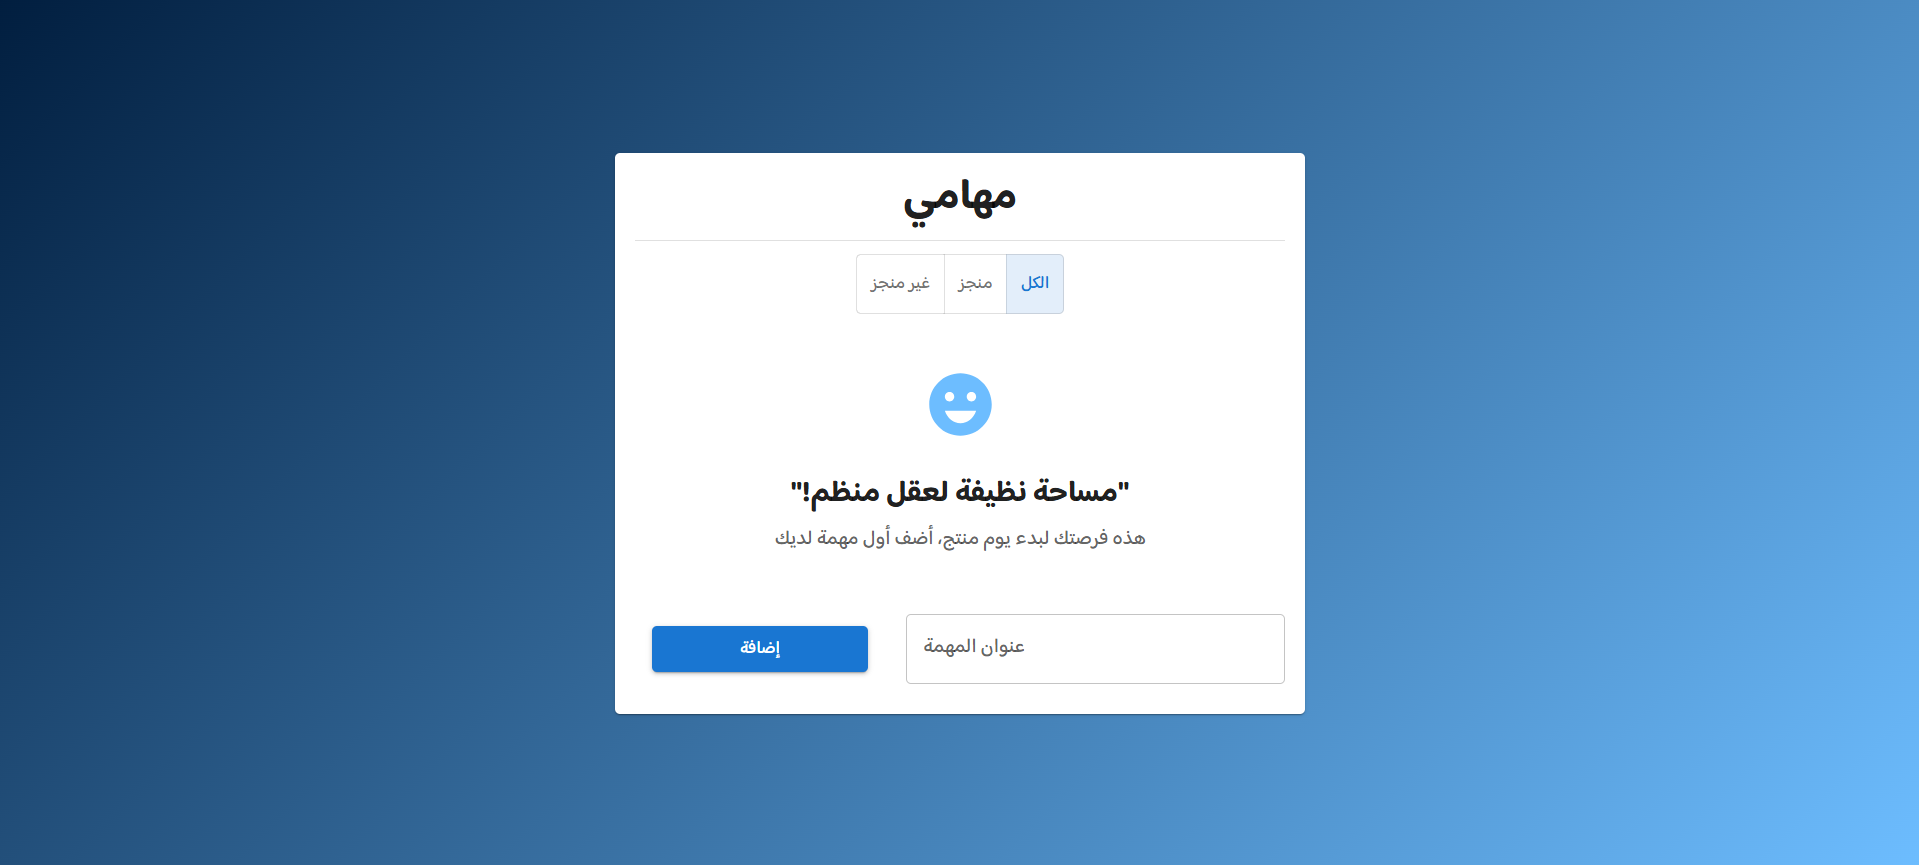 مهامي
الكل
منجز
غير منجز
"مساحة نظيفة لعقل منظم!"
هذه فرصتك لبدء يوم منتج، أضف أول مهمة لديك
عنوان المهمة
إضافة